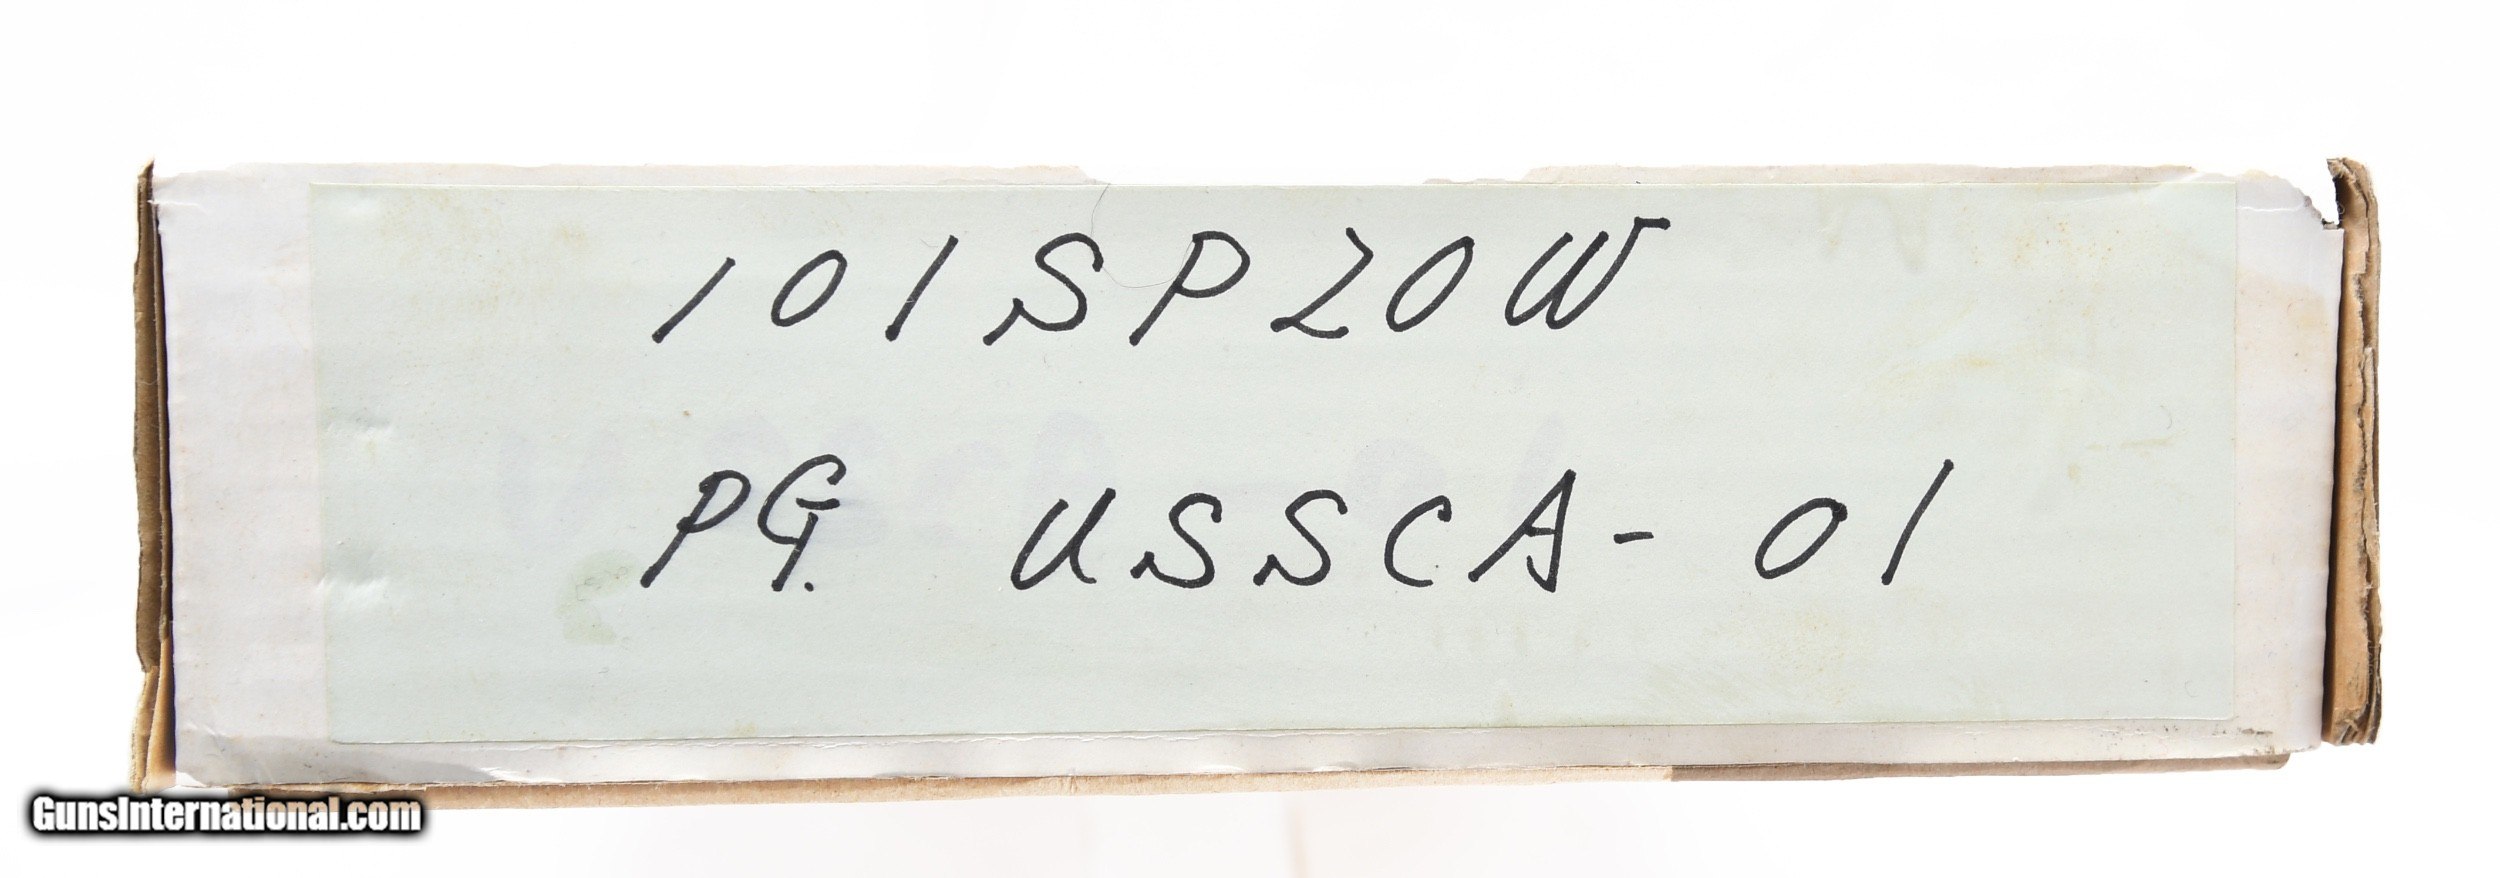 101SP20W
PG. USSCA-01
GunsInternational.com